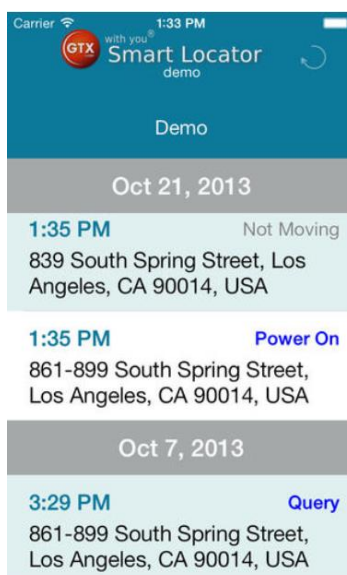 Carrier 1:33 PM
GTX with you®
Smart Locator
demo
Demo
Oct 21, 2013
1:35 PM Not Moving
839 South Spring Street, Los
Angeles, CA 90014, USA
1:35 PM Power On
861-899 South Spring Street,
Los Angeles, CA 90014, USA
Oct 7, 2013
3:29 PM Query
861-899 South Spring Street,
Los Angeles, CA 90014, USA